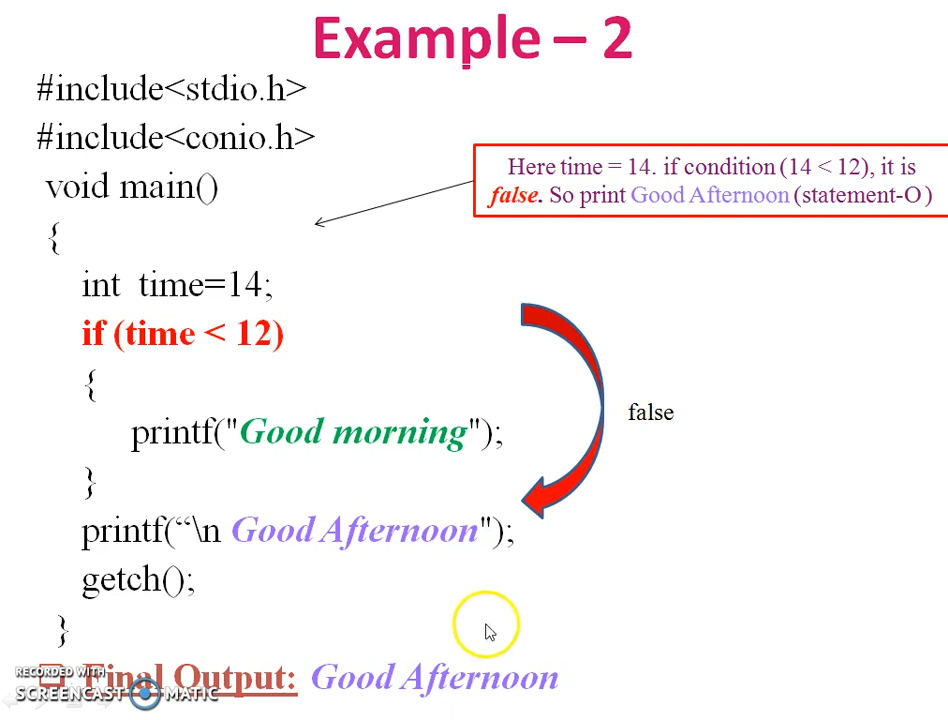 Example – 2
#include<stdio.h>
#include<conio.h>
void main()
Here time = 14. if condition (14 < 12), it is
false. So print Good Afternoon (statement-O )
{
int time=14;
if (time < 12)
{
false
printf("Good morning");
}
printf(“\n Good Afternoon");
getch();
}
Final Output: Good Afternoon
RECORDED WITH
SCREENCAST MATIC